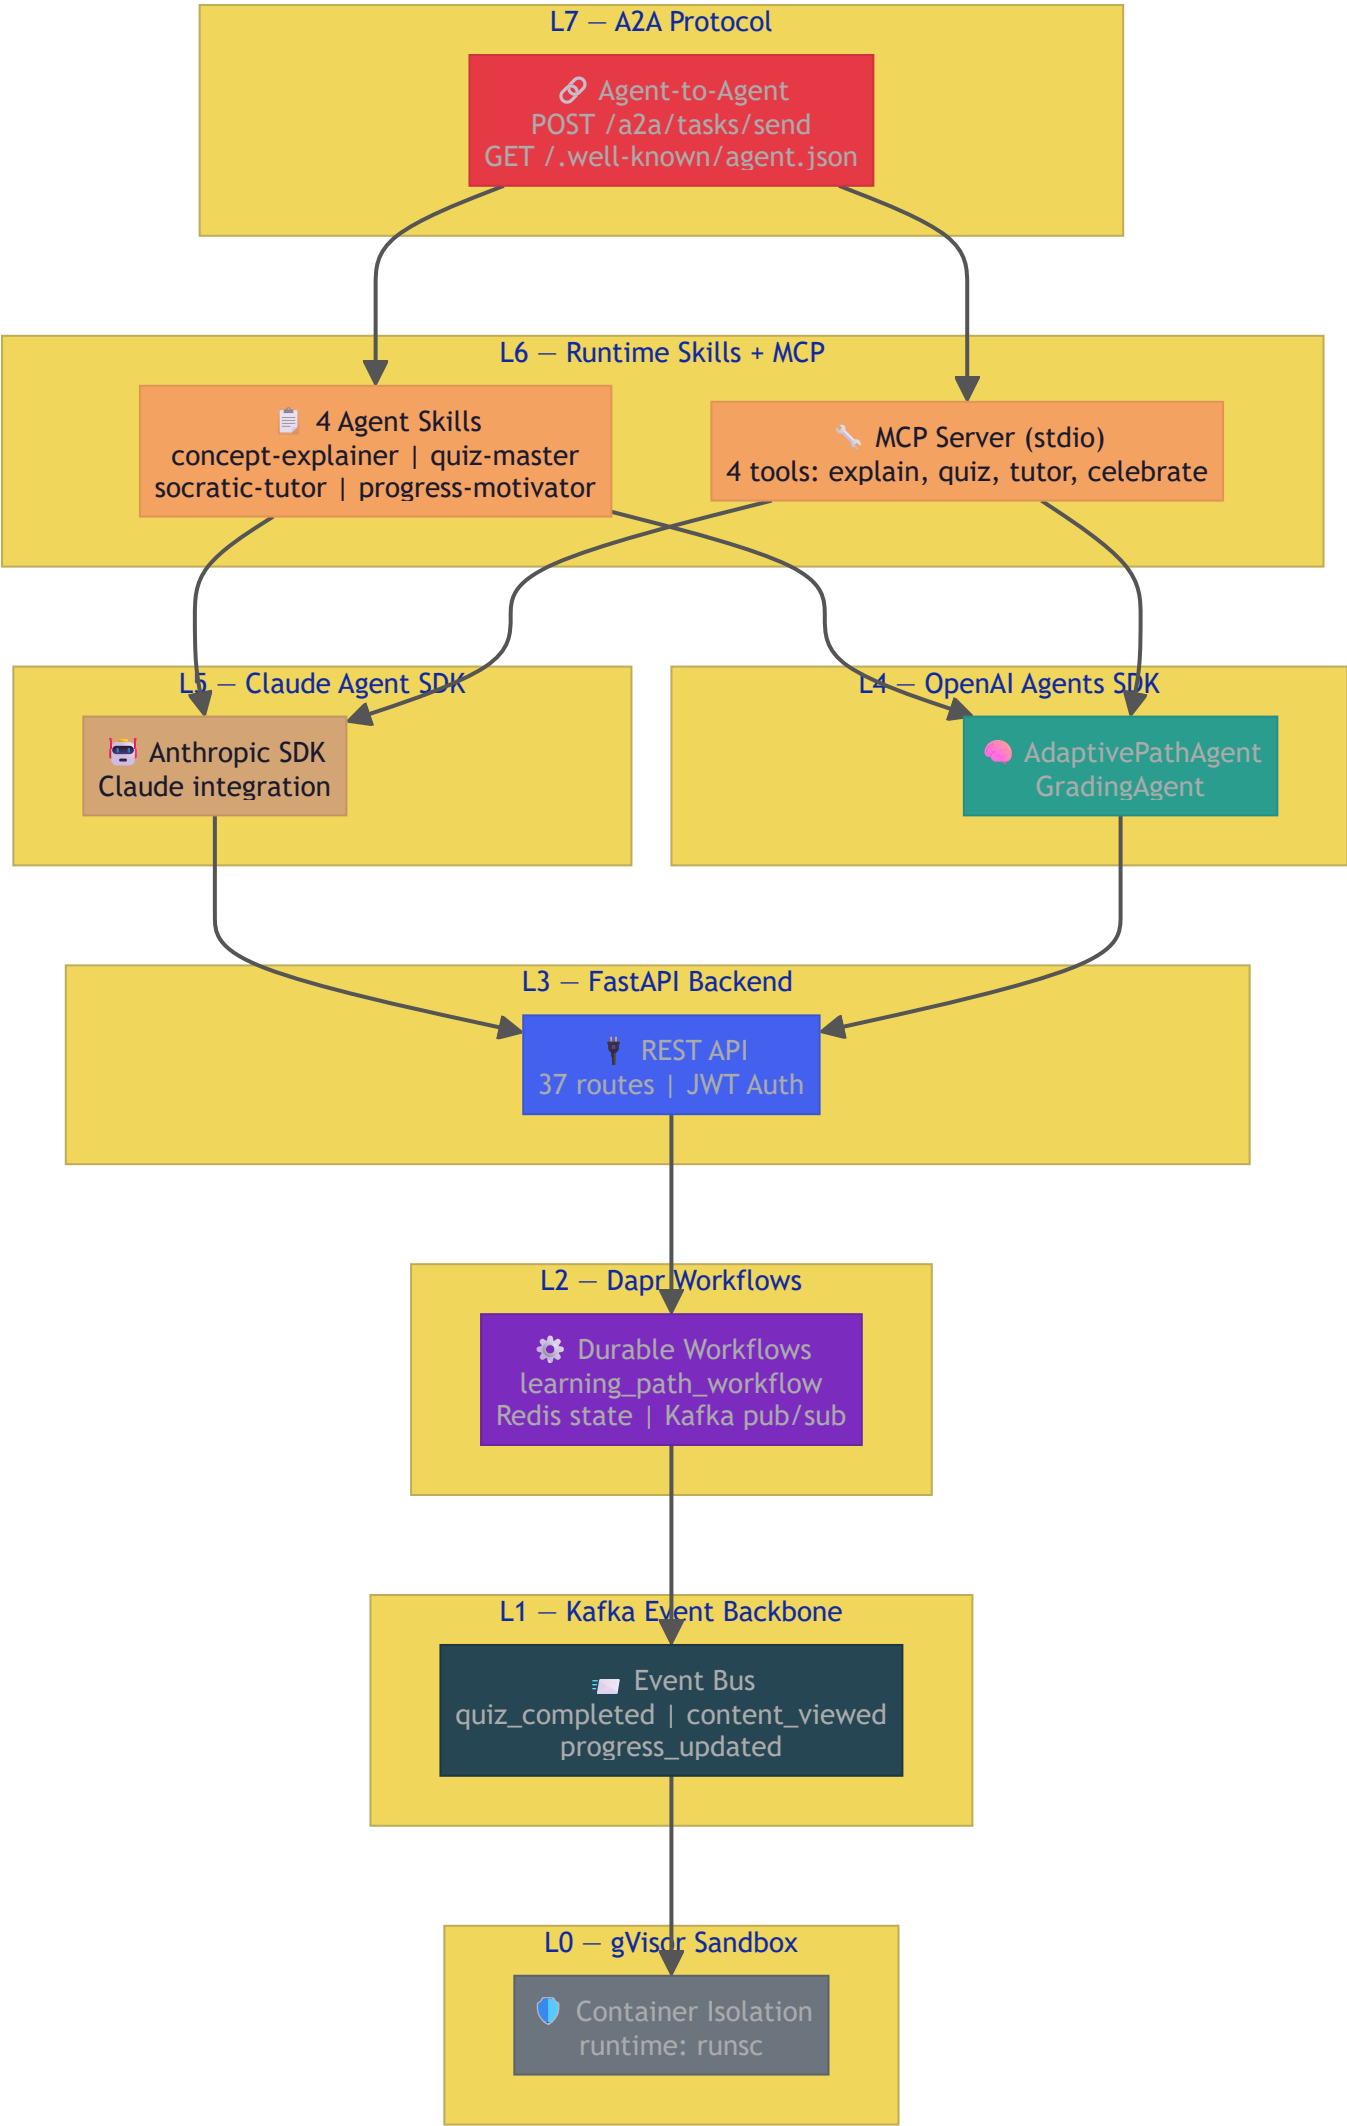 L7 – A2A Protocol
Agent-to-Agent
POST /a2a/tasks/send
GET /.well-known/agent.json
L6 – Runtime Skills + MCP
4 Agent Skills
concept-explainer | quiz-master
socratic-tutor | progress-motivator
MCP Server (stdio)
4 tools: explain, quiz, tutor, celebrate
L5 – Claude Agent SDK
Anthropic SDK
Claude integration
L4 – OpenAI Agents SDK
AdaptivePathAgent
GradingAgent
L3 – FastAPI Backend
REST API
37 routes | JWT Auth
L2 – Dapr Workflows
Durable Workflows
learning_path_workflow
Redis state | Kafka pub/sub
L1 – Kafka Event Backbone
Event Bus
quiz_completed | content_viewed
progress_updated
L0 – gVisor Sandbox
Container Isolation
runtime: runsc